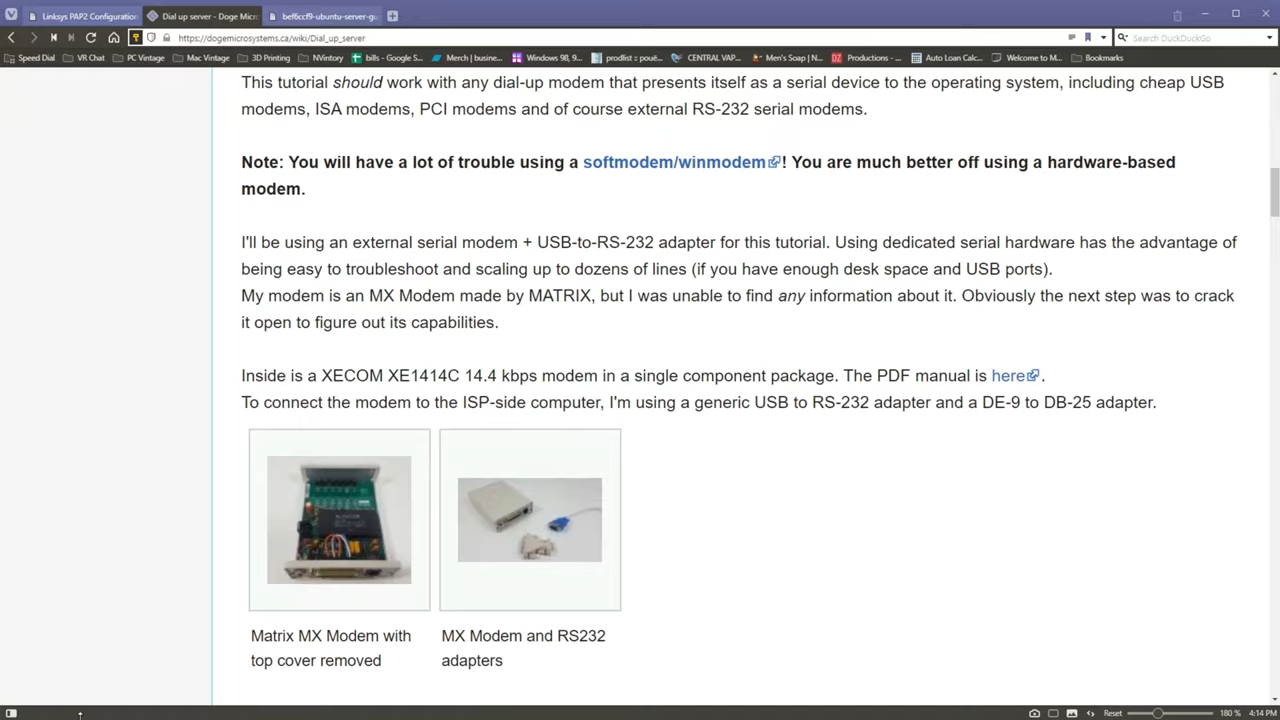 Linksys PAP2 Configuration
Dial up server - Doge Micr
bef6ccf9-ubuntu-server-gu
https://dogemicrosystems.ca/wiki/Dial_up_server
Search DuckDuckGo
Speed Dial
VR Chat
PC Vintage
Mac Vintage
3D Printing
NVintory
bills - Google S...
Merch | busine...
Windows 98, 9...
prodlist :: pouë...
CENTRAL VAP...
Men's Soap | N...
Productions - ...
Auto Loan Calc...
Welcome to M...
Bookmarks
This tutorial should work with any dial-up modem that presents itself as a serial device to the operating system, including cheap USB
modems, ISA modems, PCI modems and of course external RS-232 serial modems.
Note: You will have a lot of trouble using a softmodem/winmodem! You are much better off using a hardware-based
modem.
I'll be using an external serial modem + USB-to-RS-232 adapter for this tutorial. Using dedicated serial hardware has the advantage of
being easy to troubleshoot and scaling up to dozens of lines (if you have enough desk space and USB ports).
My modem is an MX Modem made by MATRIX, but I was unable to find any information about it. Obviously the next step was to crack
it open to figure out its capabilities.
Inside is a XECOM XE1414C 14.4 kbps modem in a single component package. The PDF manual is here.
To connect the modem to the ISP-side computer, I'm using a generic USB to RS-232 adapter and a DE-9 to DB-25 adapter.
Matrix MX Modem with
top cover removed
MX Modem and RS232
adapters
Reset
180 %
4:14 PM